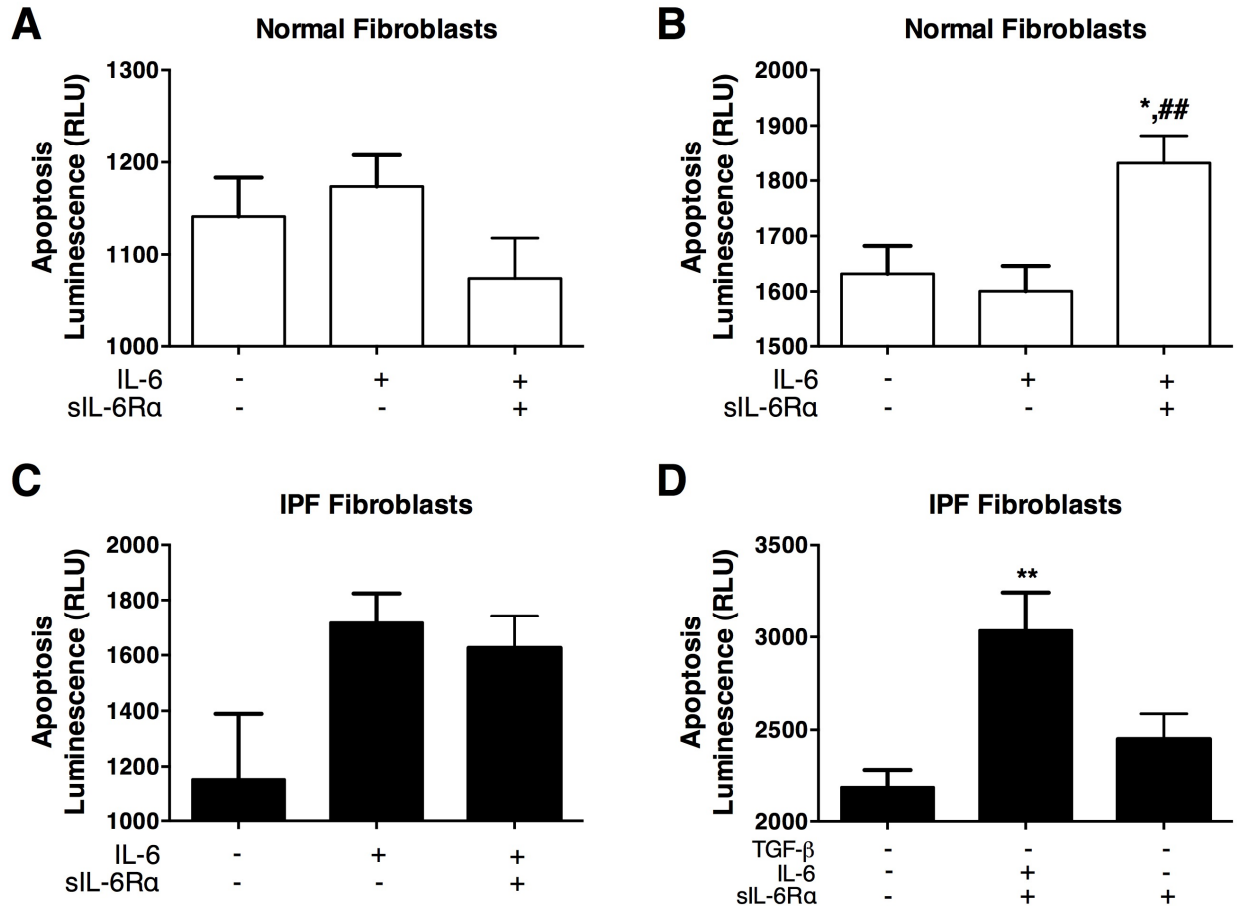 A
Normal Fibroblasts
Apoptosis
Luminescence (RLU)
1300
1200
1100
1000
IL-6 - + +
sIL-6Rα - - +
B
Normal Fibroblasts
Apoptosis
Luminescence (RLU)
2000
1900
1800
1700
1600
1500
*,##
IL-6 - + +
sIL-6Rα - - +
C
IPF Fibroblasts
Apoptosis
Luminescence (RLU)
2000
1800
1600
1400
1200
1000
IL-6 - + +
sIL-6Rα - - +
D
IPF Fibroblasts
Apoptosis
Luminescence (RLU)
3500
3000
2500
2000
**
TGF-β - - -
IL-6 - + -
sIL-6Rα - + +